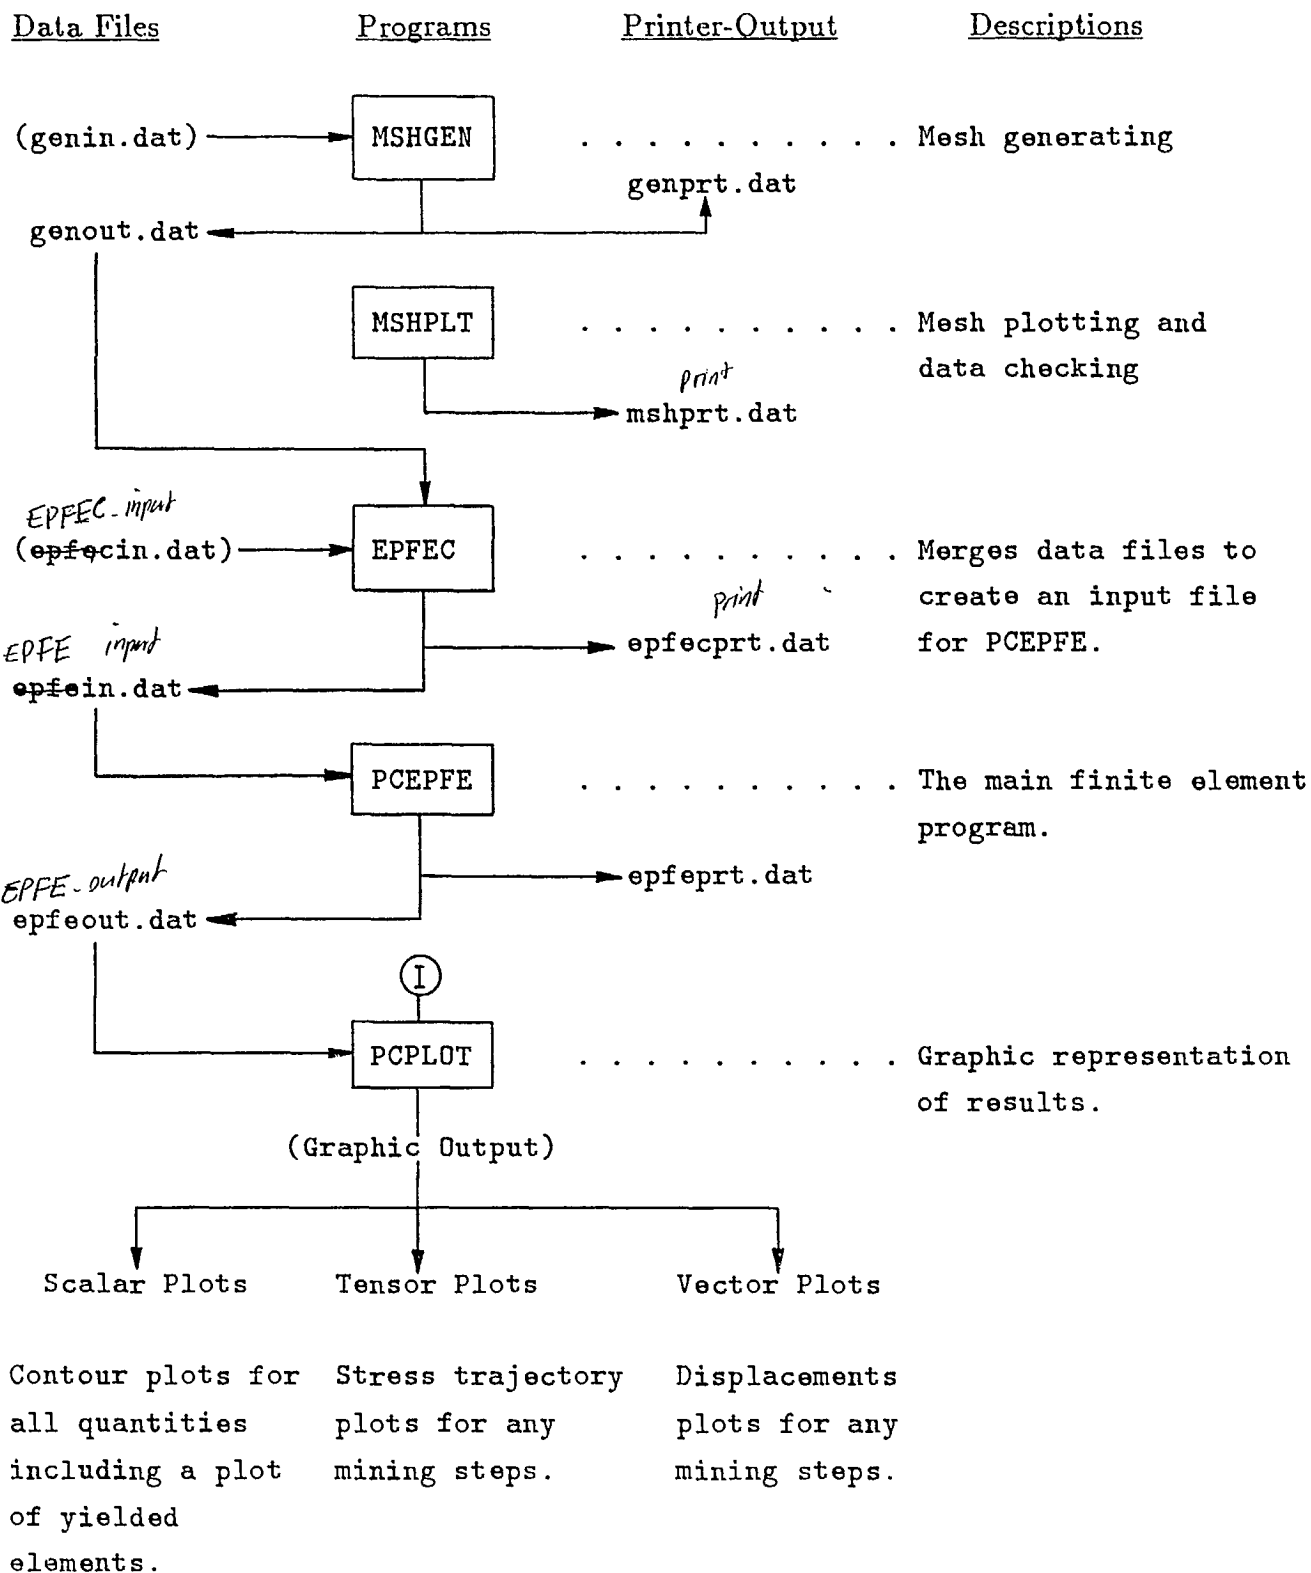 Data Files Programs Printer-Output Descriptions
(genin.dat) MSHGEN . . . . . . . . . . Mesh generating
genprt.dat
genout.dat
MSHPLT . . . . . . . . . . Mesh plotting and
data checking
print
mshprt.dat
EPFEC-input
(epfecin.dat) EPFEC . . . . . . . . . . Merges data files to
print create an input file
EPFE input epfecprt.dat for PCEPFE.
epfein.dat
PCEPFE . . . . . . . . . . The main finite element
program.
EPFE-output epfeprt.dat
epfeout.dat
I
PCPLOT . . . . . . . . . . Graphic representation
of results.
(Graphic Output)
Scalar Plots Tensor Plots Vector Plots
Contour plots for Stress trajectory Displacements
all quantities plots for any plots for any
including a plot mining steps. mining steps.
of yielded
elements.